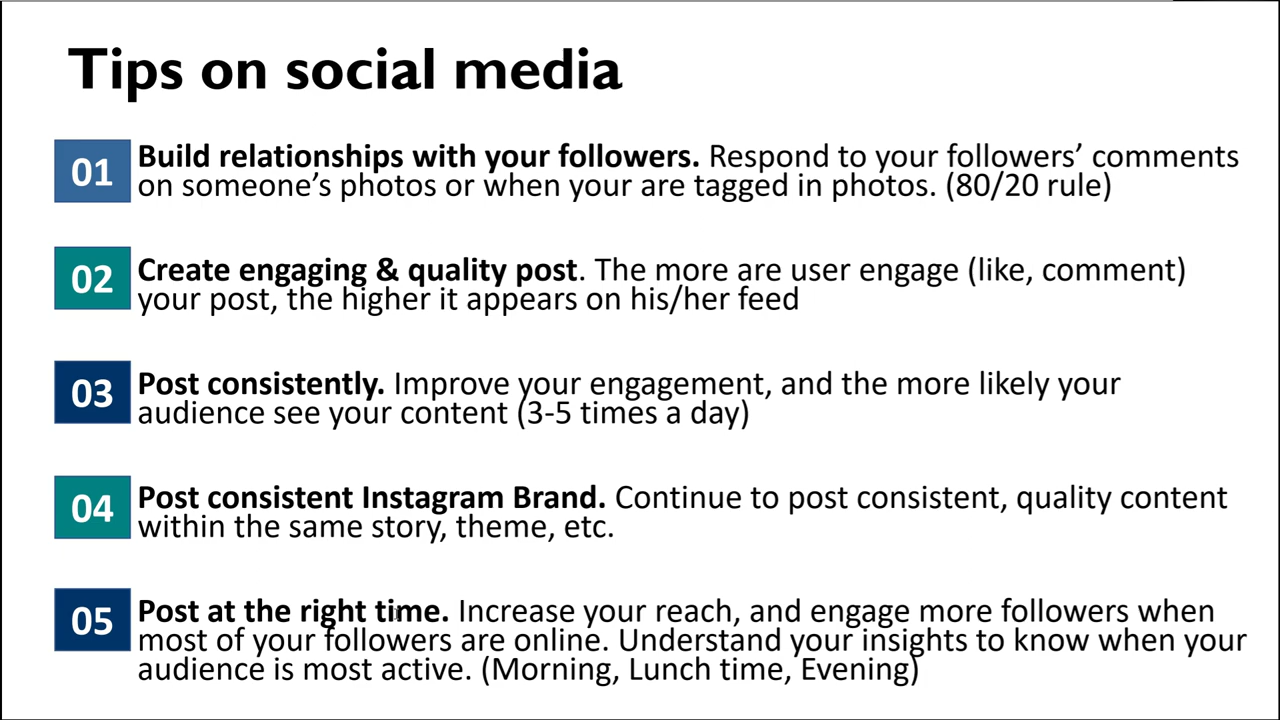 Tips on social media
01
Build relationships with your followers. Respond to your followers’ comments
on someone’s photos or when your are tagged in photos. (80/20 rule)
02
Create engaging & quality post. The more are user engage (like, comment)
your post, the higher it appears on his/her feed
03
Post consistently. Improve your engagement, and the more likely your
audience see your content (3-5 times a day)
04
Post consistent Instagram Brand. Continue to post consistent, quality content
within the same story, theme, etc.
05
Post at the right time. Increase your reach, and engage more followers when
most of your followers are online. Understand your insights to know when your
audience is most active. (Morning, Lunch time, Evening)